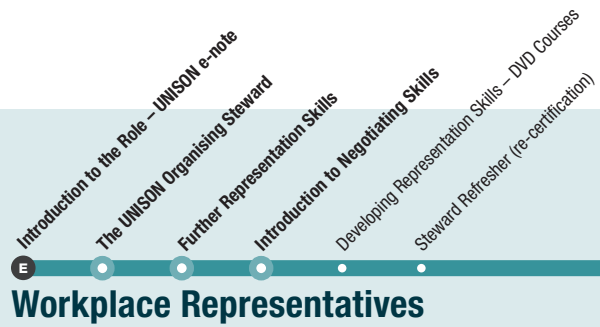 Introduction to the Role – UNISON e-note
The UNISON Organising Steward
Further Representation Skills
Introduction to Negotiating Skills
Developing Representation Skills – DVD Courses
Steward Refresher (re-certification)
E
Workplace Representatives